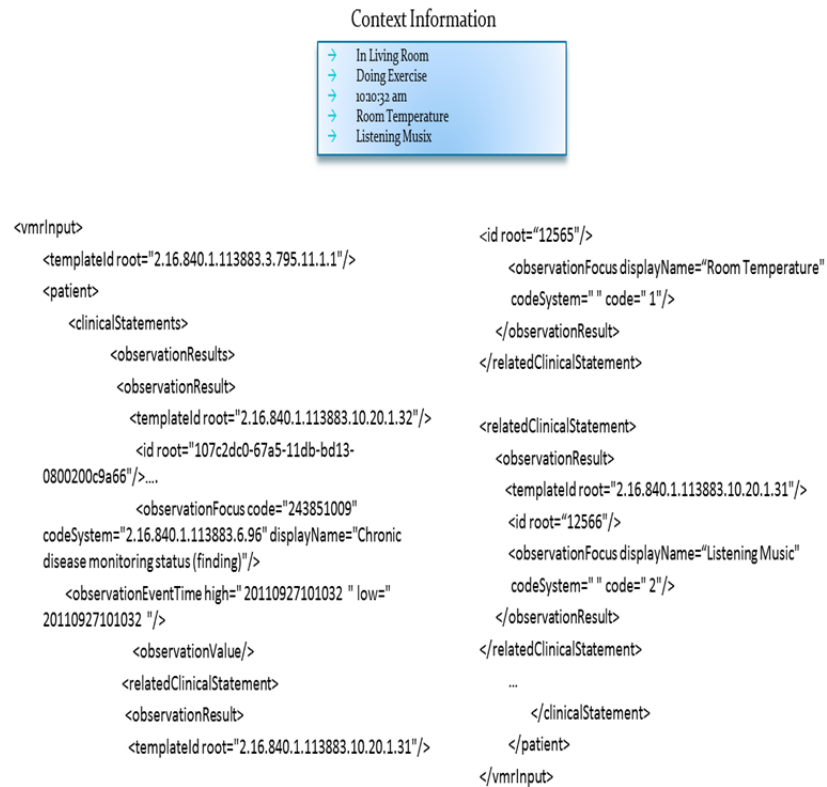 Context Information
→ In Living Room
→ Doing Exercise
→ 10:10:32 am
→ Room Temperature
→ Listening Musix
<vmrInput>
<templateId root="2.16.840.1.113883.3.795.11.1.1"/>
<patient>
<clinicalStatements>
<observationResults>
<observationResult>
<templateId root="2.16.840.1.113883.10.20.1.32"/>
<id root="107c2dc0-67a5-11db-bd13-
0800200c9a66"/>....
<observationFocus code="243851009"
codeSystem="2.16.840.1.113883.6.96" displayName="Chronic
disease monitoring status (finding)"/>
<observationEventTime high=" 20110927101032 " low="
20110927101032 "/>
<observationValue/>
<relatedClinicalStatement>
<observationResult>
<templateId root="2.16.840.1.113883.10.20.1.31"/>
<id root="12565"/>
<observationFocus displayName="Room Temperature"
codeSystem=" " code=" 1"/>
</observationResult>
</relatedClinicalStatement>
<relatedClinicalStatement>
<observationResult>
<templateId root="2.16.840.1.113883.10.20.1.31"/>
<id root="12566"/>
<observationFocus displayName="Listening Music"
codeSystem=" " code=" 2"/>
</observationResult>
</relatedClinicalStatement>
...
</clinicalStatement>
</patient>
</vmrInput>